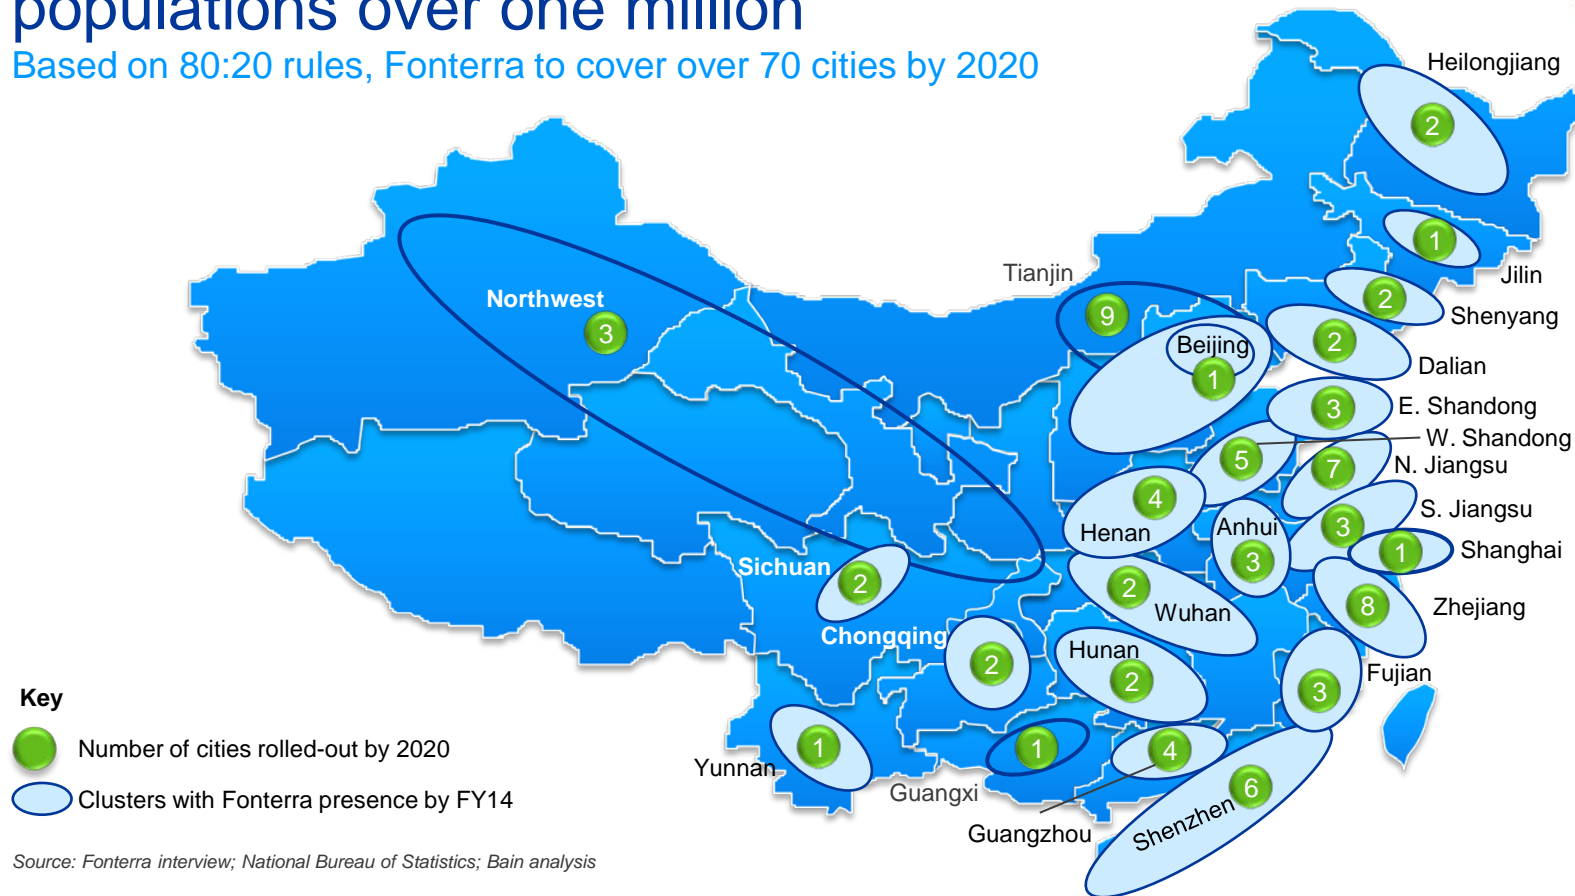 populations over one million
Based on 80:20 rules, Fonterra to cover over 70 cities by 2020
Heilongjiang
2
1
Jilin
Tianjin
9
2
Shenyang
Northwest
3
Beijing
1
2
Dalian
3
E. Shandong
W. Shandong
5
7
N. Jiangsu
4
Henan
Anhui
3
3
S. Jiangsu
1
Shanghai
Sichuan
2
2
Wuhan
8
Zhejiang
Chongqing
2
Hunan
2
3
Fujian
Key
Number of cities rolled-out by 2020
Clusters with Fonterra presence by FY14
1
Yunnan
1
Guangxi
4
Guangzhou
6
Shenzhen
Source: Fonterra interview; National Bureau of Statistics; Bain analysis